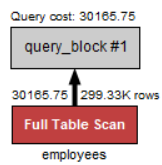 Query cost: 30165.75
query_block #1
30165.75 299.33K rows
Full Table Scan
employees